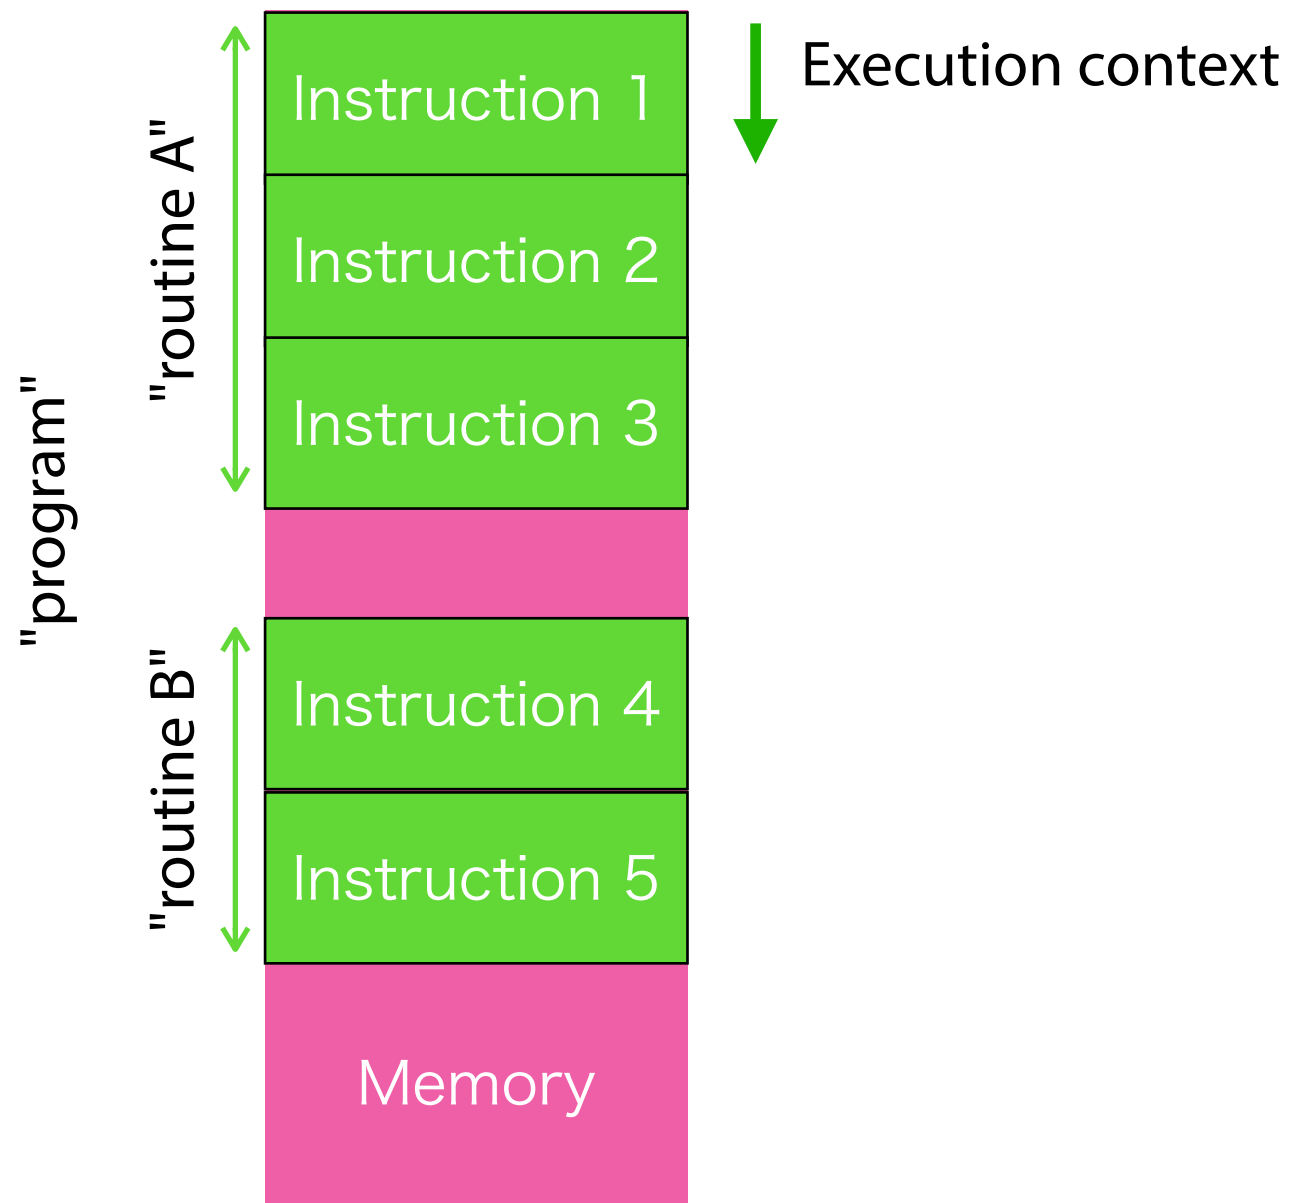 Instruction 1
Execution context
"routine A"
Instruction 2
Instruction 3
"program"
Instruction 4
"routine B"
Instruction 5
Memory